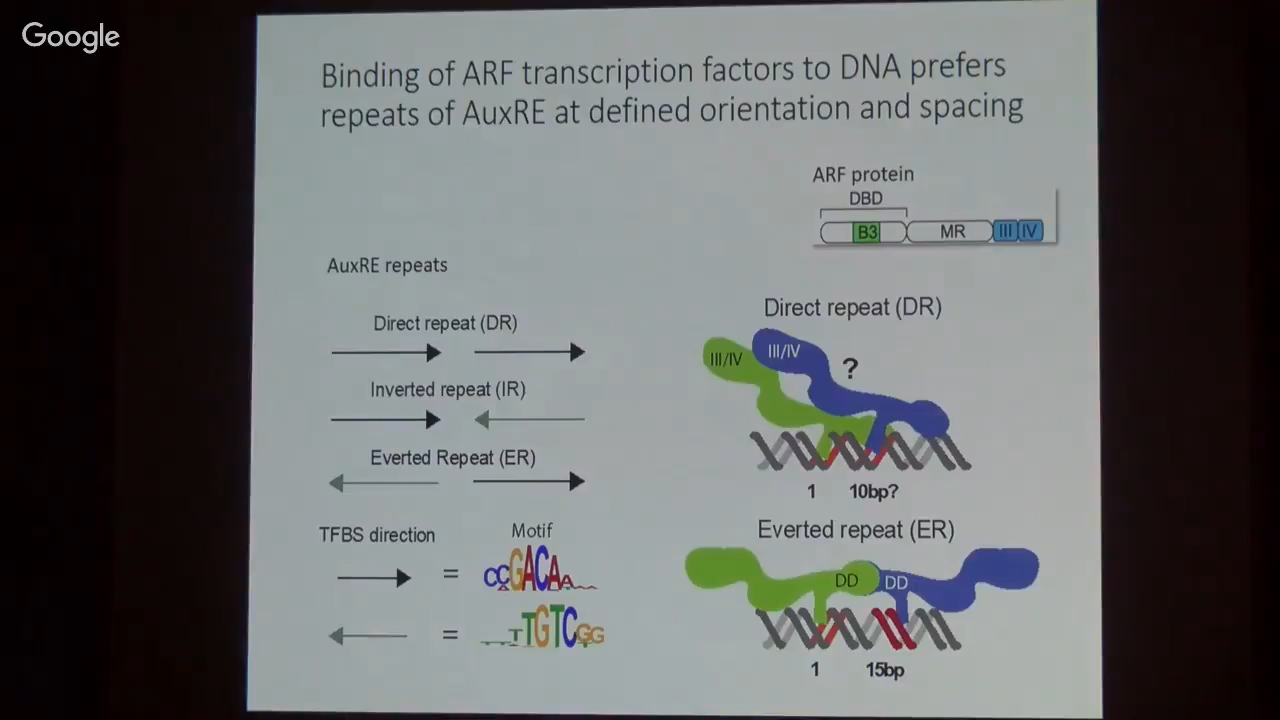 Google
Binding of ARF transcription factors to DNA prefers
repeats of AuxRE at defined orientation and spacing
ARF protein
DBD
B3 MR III IV
AuxRE repeats
Direct repeat (DR)
Inverted repeat (IR)
Everted Repeat (ER)
TFBS direction Motif
= CCGACAA
= TTGTCGG
Direct repeat (DR)
III/IV III/IV ?
1 10bp?
Everted repeat (ER)
DD DD
1 15bp